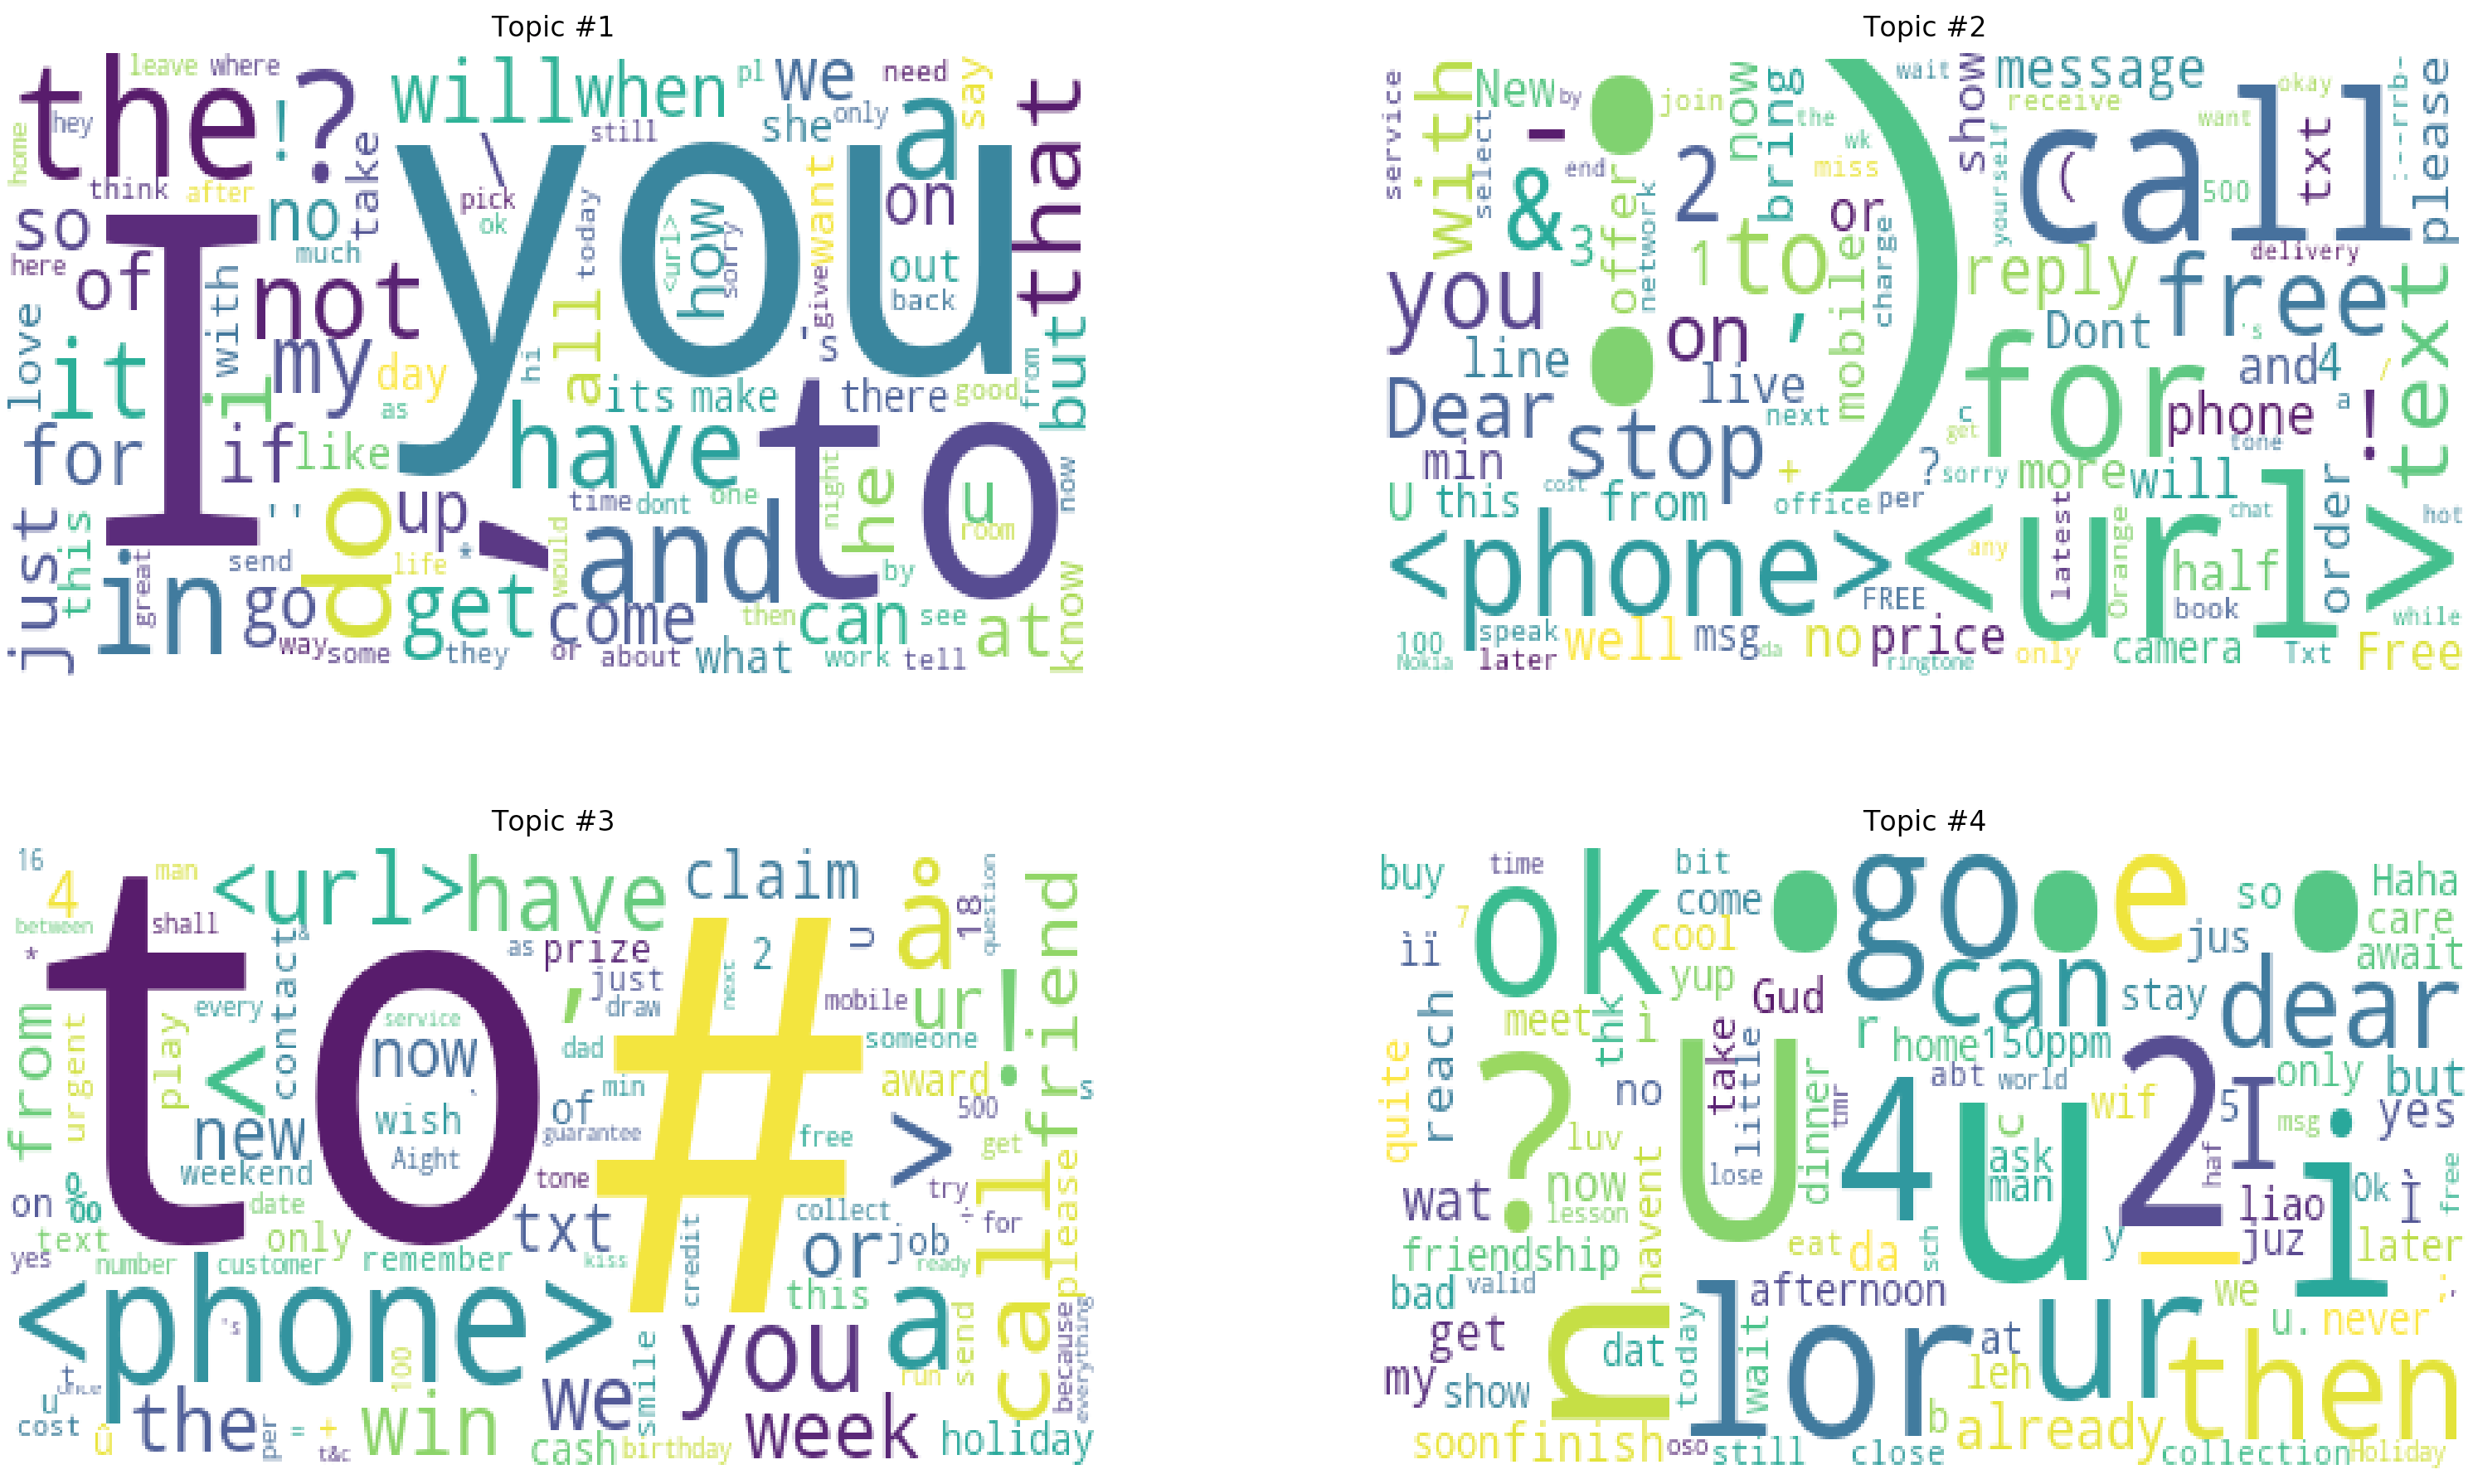 Topic #1
leave where the ? ! will when pl we need a say that
hey home think after take still she only
so no \ pick ok you today <url> how sorry want on
here of I much with not my day hi all give out back
love it i as its make 's there good from but
for if like have
just this '' do up ` time dont one night he to u room now
in great send life * would and by
go get come then can see at know
way some they or about what work tell
Topic #2
service with New by - • offer join now bring wait show message okay call txt ---rrb- please
select & end 2 the wk miss receive want
3 network 1 to or yourself ( 500
you • on , mobile charge ) reply delivery free text
line live Dont 's and 4 /
Dear stop next for c phone a !
min + ? get tone
U this cost from office per sorry more will order
<phone> <url> any latest Orange half chat hot
FREE book while
100 speak well msg da no price only camera Txt Free
Nokia later ringtone
Topic #3
16 man <url> have claim å 18 question friend
4 between shall contact as prize 2 U
* to just draw next mobile ur !
from urgent play every service , # someone
< now dad award s
new wish of min 500
weekend Aight guarantee free > get
on date tone try
text only txt collect ÷ for
yes number customer remember kiss credit or job ready please
<phone> this a call
's smile you run send because everything
t 100 we
u the win week
cost û per = + t&c cash birthday holiday
Topic #4
buy time ok bit • go • e so • Haha
7 come care
ìï cool jus await
yup Gud can stay dear
reach meet thk i r home 150ppm
quite ? no take little U tmr abt world 2 only but
luv dinner 4 u c wif 5 I msg yes
wat now lose ask haf i
lesson man liao Ok Ì free
friendship havent eat da sch y _ juz later
bad valid afternoon we ;
get n dat today wait lor at ur u. never
my show leh then
soon finish oso still close b already collection Holiday